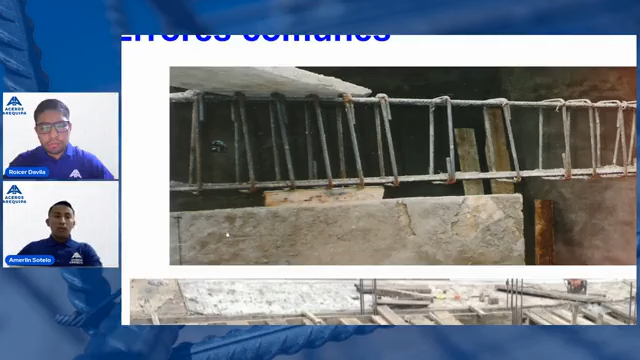 Errores comunes
ACEROS
AREQUIPA
Roicer Davila
ACEROS
AREQUIPA
Amerlin Sotelo